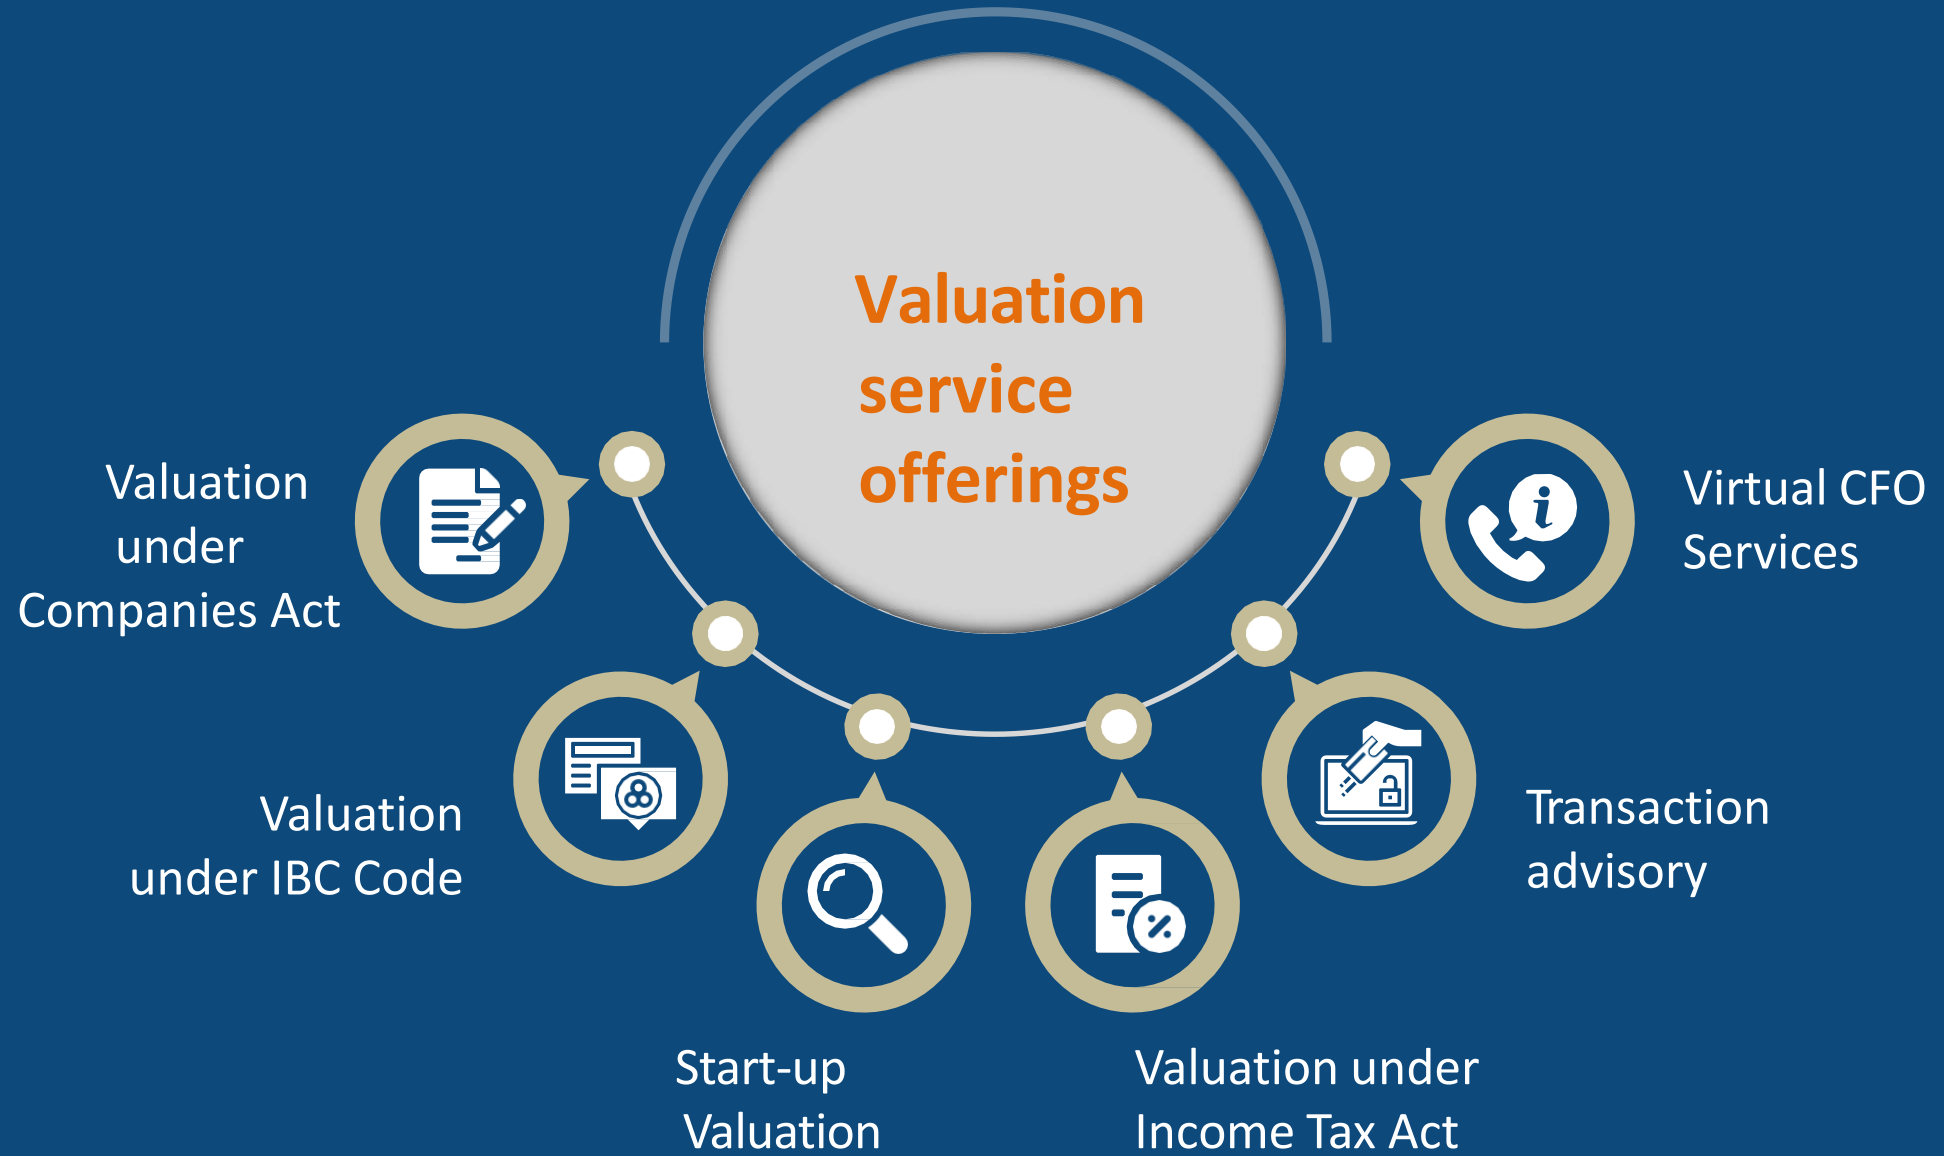 Valuation
service
offerings
Valuation
under
Companies Act
Valuation
under IBC Code
Start-up
Valuation
Valuation under
Income Tax Act
Transaction
advisory
Virtual CFO
Services